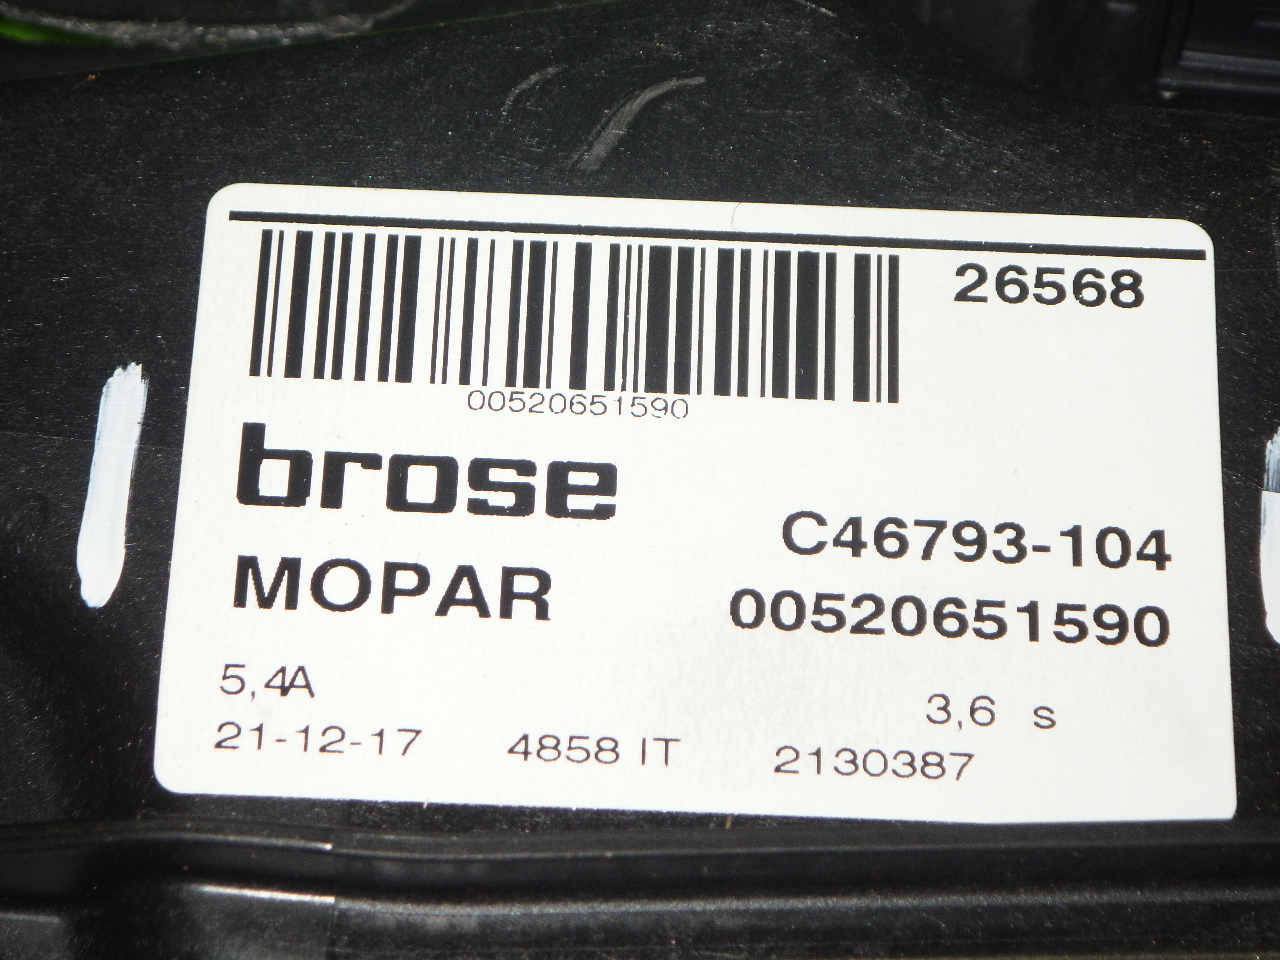 26568
00520651590
brose
C46793-104
MOPAR
00520651590
5,4A
3,6 s
21-12-17 4858 IT 2130387